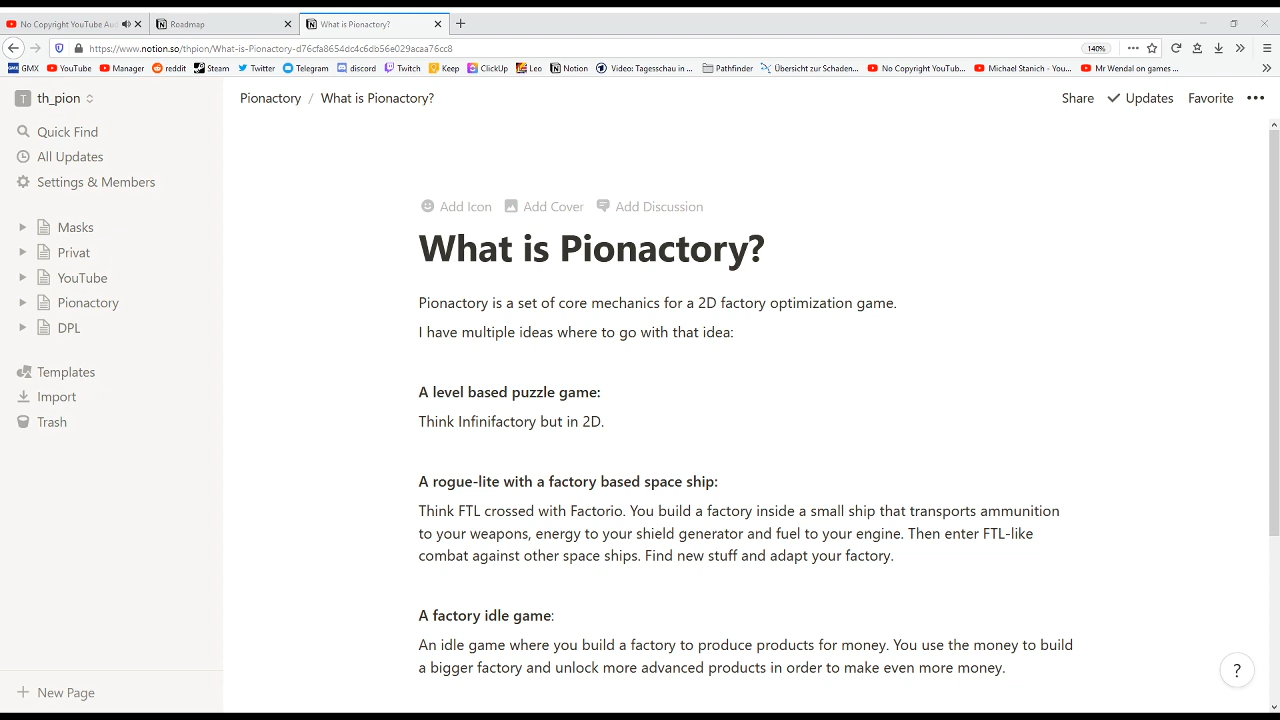 No Copyright YouTube Au
Roadmap
What is Pionactory?
https://www.notion.so/thpion/What-is-Pionactory-d76cfa8654dc4c6db56e029acaa76cc8
140%
GMX YouTube Manager reddit Steam Twitter Telegram discord Twitch Keep ClickUp Lo Notion Video: Tagesschau in ... Pathfinder Übersicht zur Schaden... No Copyright YouTub... Michael Stanich - You... Mr Wendal on games ...
T th_pion
Pionactory / What is Pionactory?
Share Updates Favorite
Quick Find
All Updates
Settings & Members
Masks
Privat
YouTube
Pionactory
DPL
Templates
Import
Trash
New Page
Add Icon Add Cover Add Discussion
What is Pionactory?
Pionactory is a set of core mechanics for a 2D factory optimization game.
I have multiple ideas where to go with that idea:
A level based puzzle game:
Think Infinifactory but in 2D.
A rogue-lite with a factory based space ship:
Think FTL crossed with Factorio. You build a factory inside a small ship that transports ammunition
to your weapons, energy to your shield generator and fuel to your engine. Then enter FTL-like
combat against other space ships. Find new stuff and adapt your factory.
A factory idle game:
An idle game where you build a factory to produce products for money. You use the money to build
a bigger factory and unlock more advanced products in order to make even more money.
?